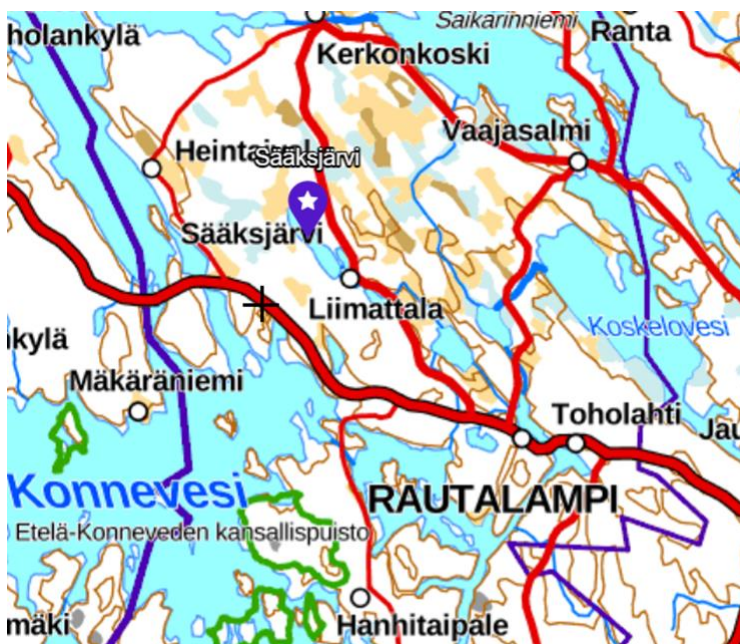 Saikarinniemi
holankylä
Ranta
Kerkonkoski
Vaajasalmi
Sääksjärvi
Sääksjärvi
Liimattala
Koskelovesi
kylä
Mäkäräniemi
Toholahti
Jau
Konnevesi
RAUTALAMPI
Etelä-Konneveden kansallispuisto
mäki
Hanhitaipale